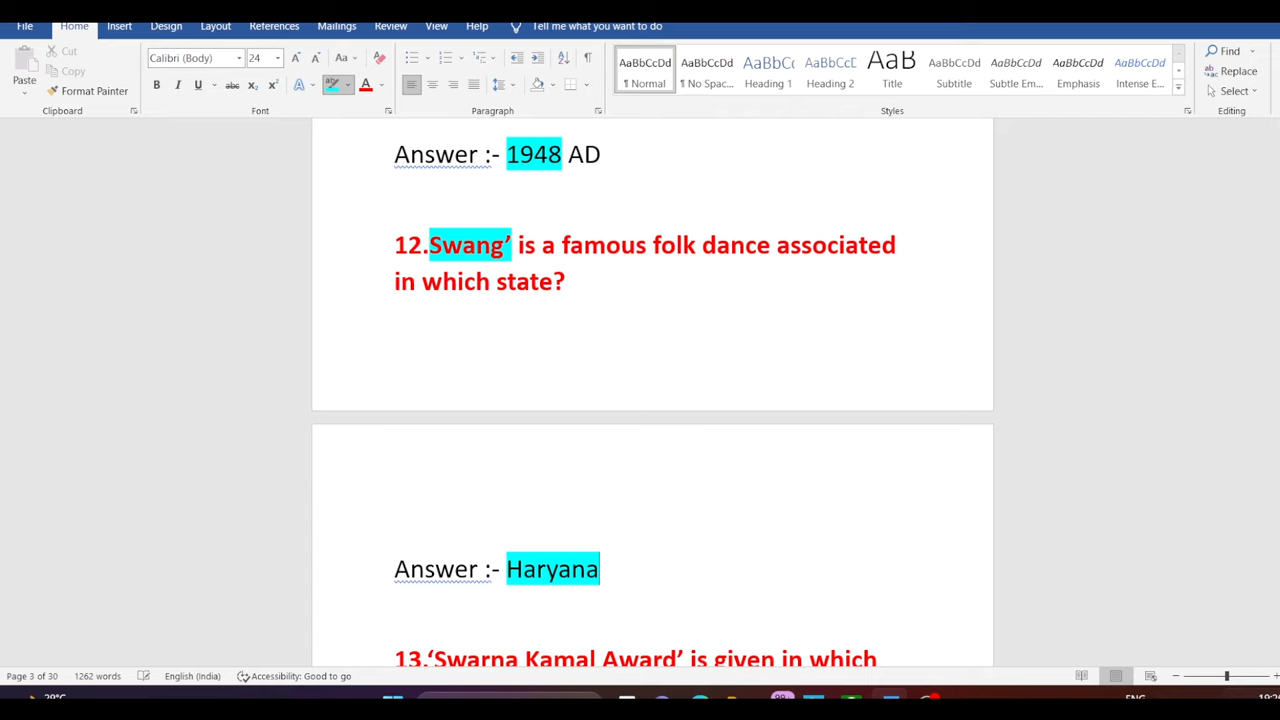 File Home Insert Design Layout References Mailings Review View Help Tell me what you want to do
Cut
Copy
Paste
Format Painter
Calibri (Body) 24
AaBbCcDd AaBbCcDd AaBbCc AaBbCcD AaB AaBbCcDd AaBbCcDd AaBbCcDd AaBbCcDd
¶ Normal ¶ No Spac... Heading 1 Heading 2 Title Subtitle Subtle Em... Emphasis Intense E...
Find
Replace
Select
Clipboard Font Paragraph Styles Editing
Answer :- 1948 AD
12.Swang’ is a famous folk dance associated
in which state?
Answer :- Haryana
13.‘Swarna Kamal Award’ is given in which
Page 3 of 30 1262 words English (India) Accessibility: Good to go